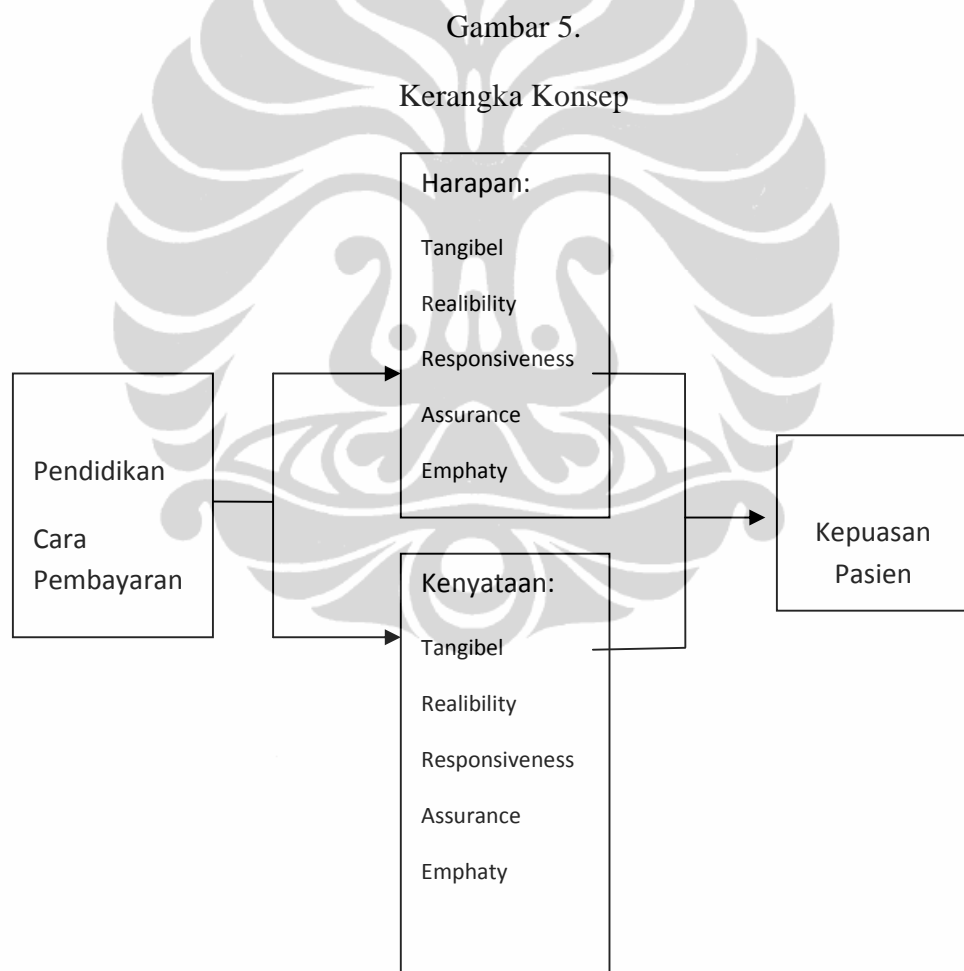 Gambar 5.
Kerangka Konsep
Harapan:
Tangibel
Realibility
Responsiveness
Assurance
Emphaty
Pendidikan
Cara
Pembayaran
Kenyataan:
Tangibel
Realibility
Responsiveness
Assurance
Emphaty
Kepuasan
Pasien